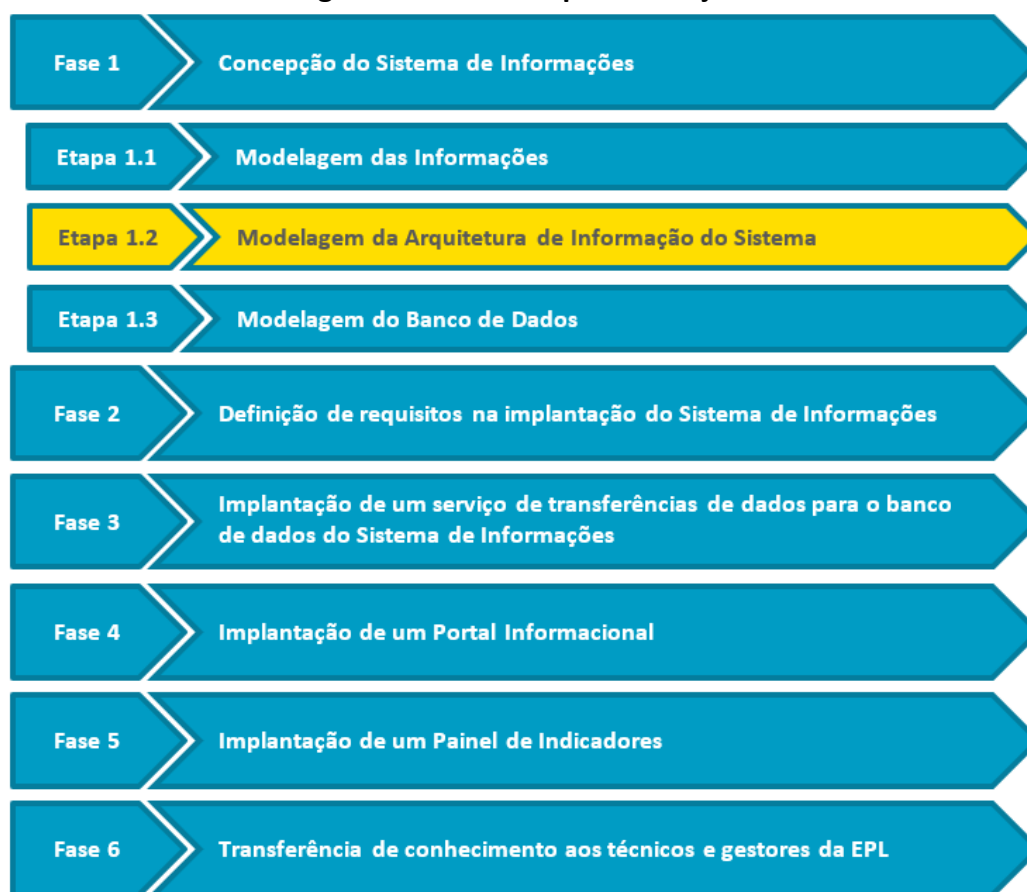 Fase 1
Concepção do Sistema de Informações
Etapa 1.1
Modelagem das Informações
Etapa 1.2
Modelagem da Arquitetura de Informação do Sistema
Etapa 1.3
Modelagem do Banco de Dados
Fase 2
Definição de requisitos na implantação do Sistema de Informações
Fase 3
Implantação de um serviço de transferências de dados para o banco
de dados do Sistema de Informações
Fase 4
Implantação de um Portal Informacional
Fase 5
Implantação de um Painel de Indicadores
Fase 6
Transferência de conhecimento aos técnicos e gestores da EPL